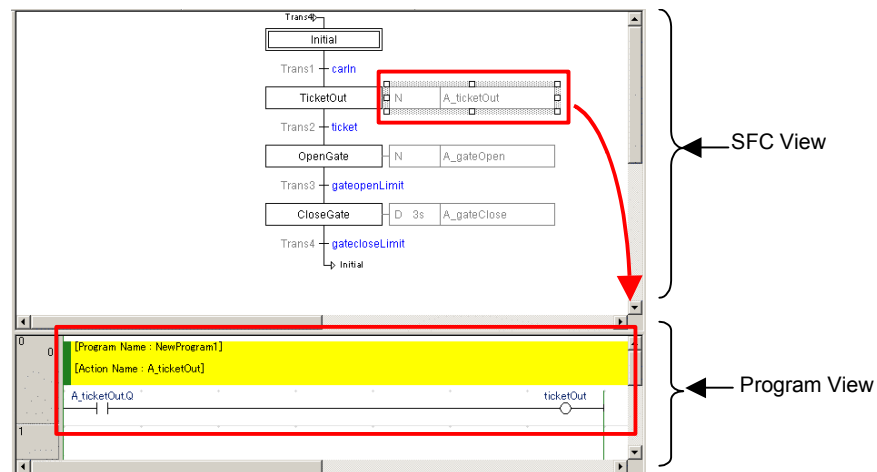 Trans4
Initial
Trans1 carIn
TicketOut N A_ticketOut
Trans2 ticket
OpenGate N A_gateOpen
Trans3 gateopenLimit
CloseGate D 3s A_gateClose
Trans4 gatecloseLimit
Initial
SFC View
0 0
[Program Name : NewProgram1]
[Action Name : A_ticketOut]
A_ticketOut.Q ticketOut
1
Program View